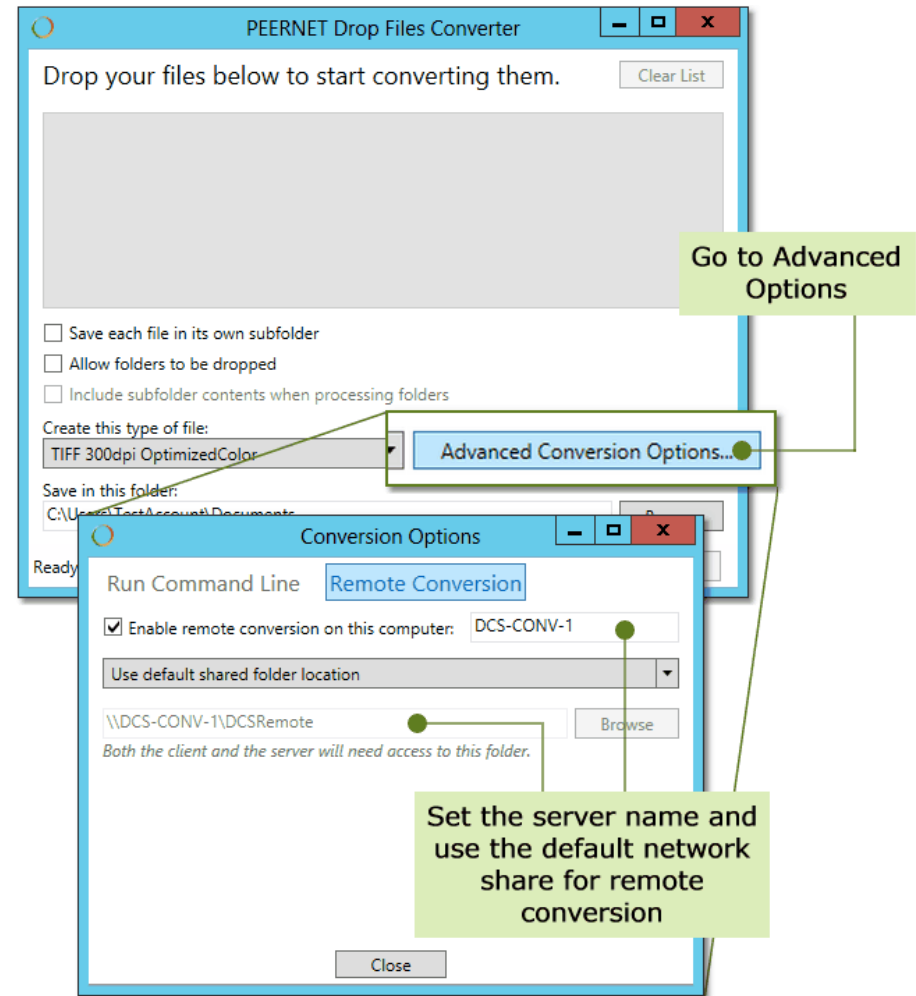 PEERNET Drop Files Converter
Drop your files below to start converting them.
Clear List
Go to Advanced
Options
Save each file in its own subfolder
Allow folders to be dropped
Include subfolder contents when processing folders
Create this type of file:
TIFF 300dpi OptimizedColor
Advanced Conversion Options...
Save in this folder:
C:\Users\TestAccount\Documents
Ready
Conversion Options
Run Command Line
Remote Conversion
Enable remote conversion on this computer:
DCS-CONV-1
Use default shared folder location
\\DCS-CONV-1\DCSRemote
Browse
Both the client and the server will need access to this folder.
Set the server name and
use the default network
share for remote
conversion
Close